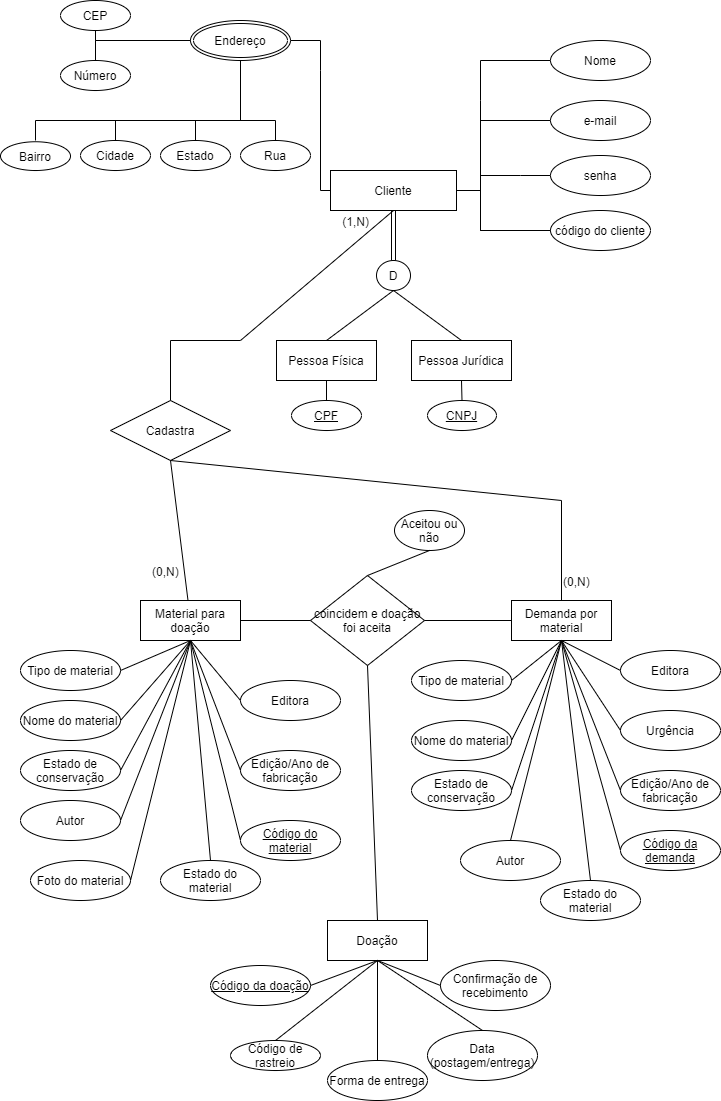 CEP
Endereço
Número
Nome
e-mail
Bairro
Cidade
Estado
Rua
senha
Cliente
(1,N)
código do cliente
D
Pessoa Física
Pessoa Jurídica
CPF
CNPJ
Cadastra
Aceitou ou
não
(0,N)
(0,N)
Material para
doação
coincidem e doação
foi aceita
Demanda por
material
Tipo de material
Editora
Tipo de material
Editora
Nome do material
Urgência
Nome do material
Estado de
conservação
Edição/Ano de
fabricação
Estado de
conservação
Edição/Ano de
fabricação
Autor
Código do
material
Código da
demanda
Autor
Foto do material
Estado do
material
Estado do
material
Doação
Código da doação
Confirmação de
recebimento
Código de
rastreio
Data
(postagem/entrega)
Forma de entrega